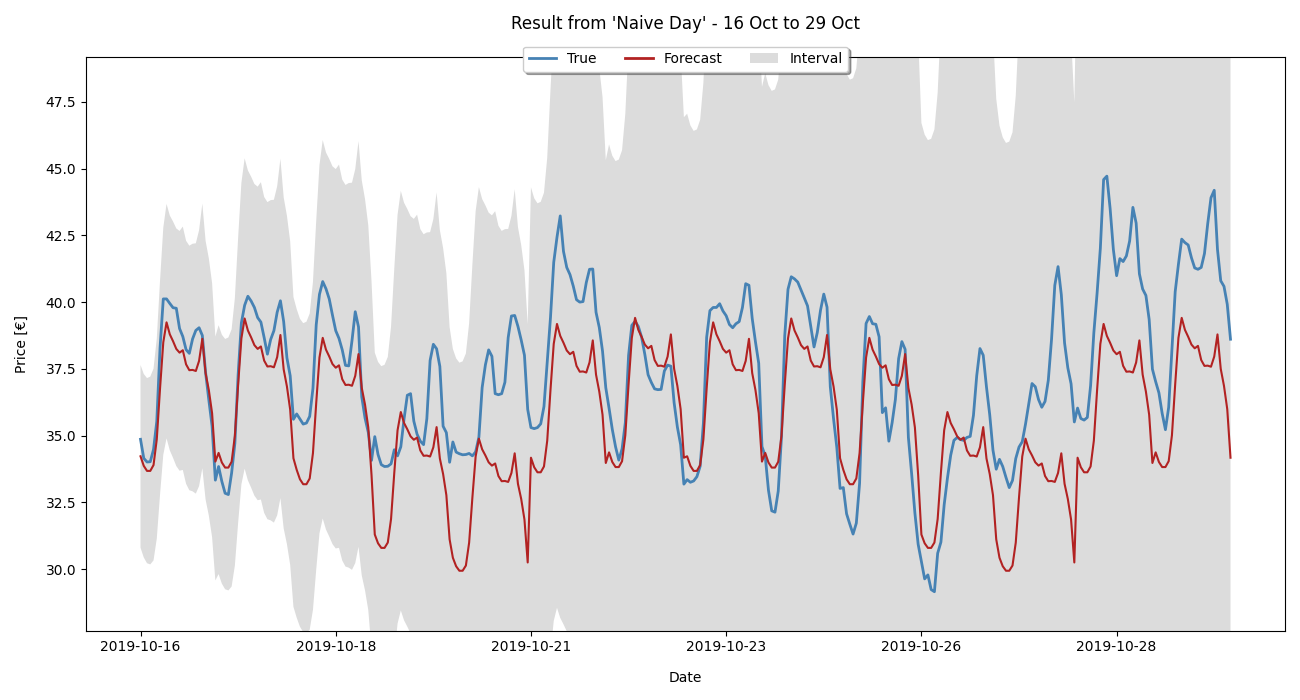 Result from 'Naive Day' - 16 Oct to 29 Oct
True Forecast Interval
47.5
45.0
42.5
40.0
37.5
35.0
32.5
30.0
Price [€]
2019-10-16 2019-10-18 2019-10-21 2019-10-23 2019-10-26 2019-10-28
Date